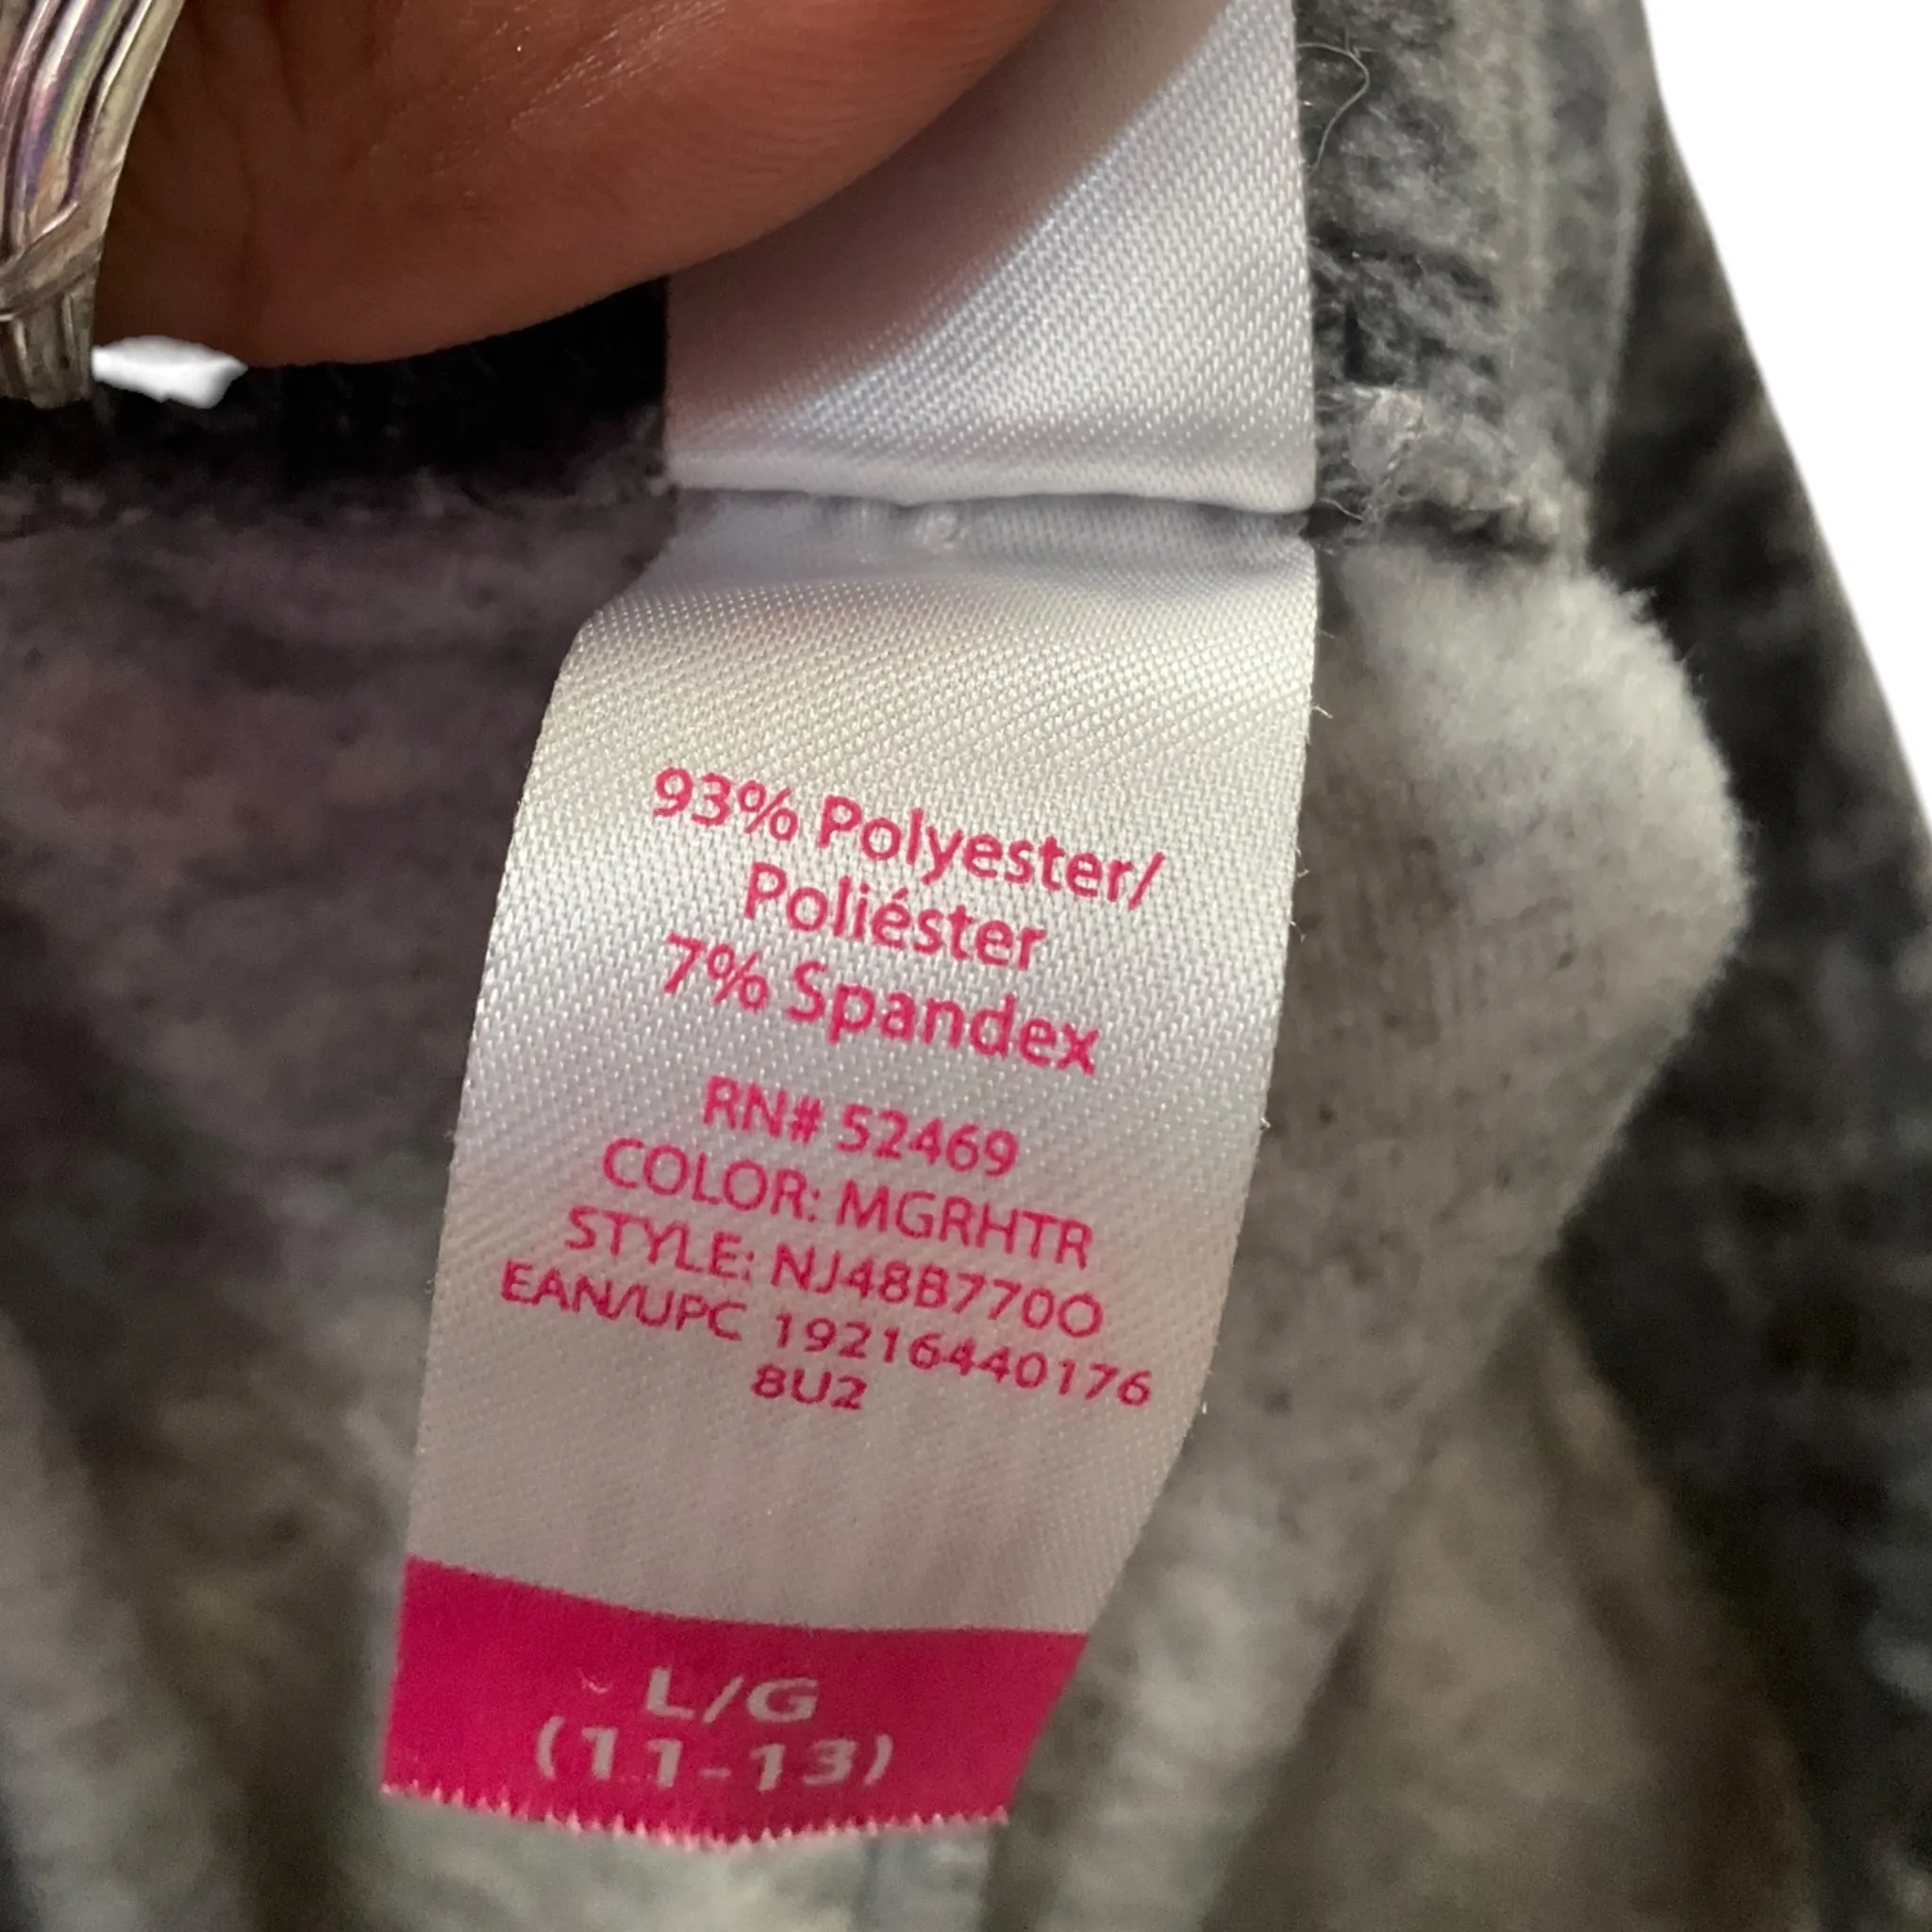 93% Polyester/
Poliéster
7% Spandex
RN# 52469
COLOR: MGRHTR
STYLE: NJ48B770O
EAN/UPC 19216440176
8U2
L/G
(11-13)